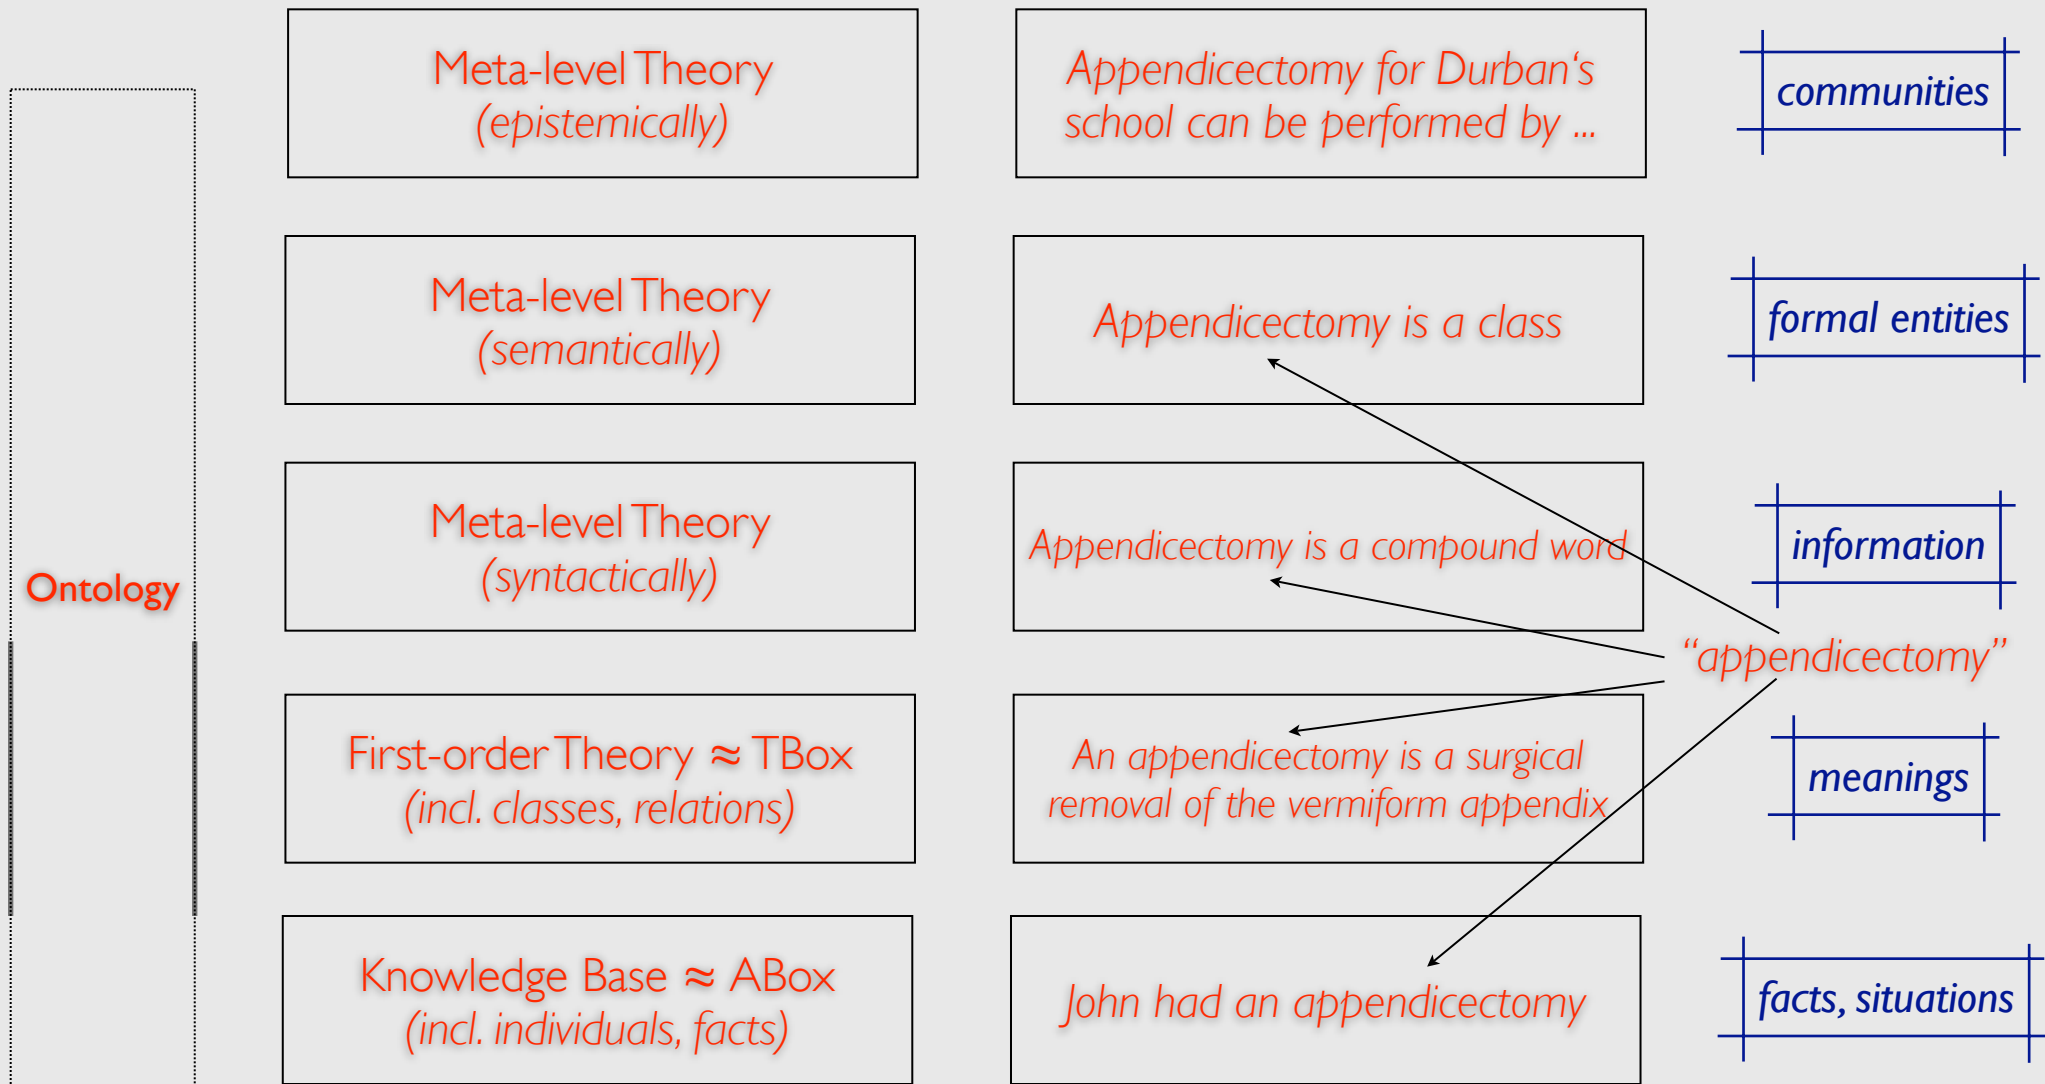 Meta-level Theory
(epistemically)
Appendicectomy for Durban‘s
school can be performed by ...
communities
Meta-level Theory
(semantically)
Appendicectomy is a class
formal entities
Meta-level Theory
(syntactically)
Appendicectomy is a compound word
information
Ontology
“appendicectomy”
First-order Theory ≈ TBox
(incl. classes, relations)
An appendicectomy is a surgical
removal of the vermiform appendix
meanings
Knowledge Base ≈ ABox
(incl. individuals, facts)
John had an appendicectomy
facts, situations